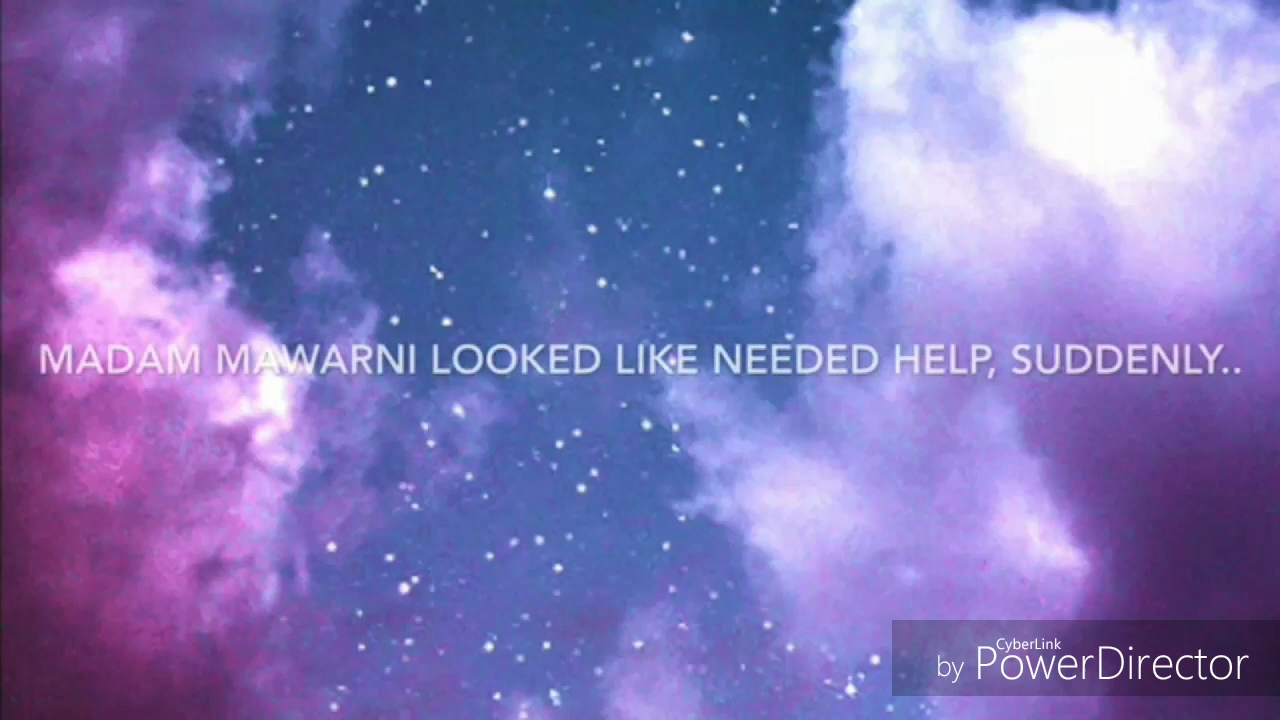 MADAM MAWARNI LOOKED LIKE NEEDED HELP, SUDDENLY..
CyberLink
by PowerDirector